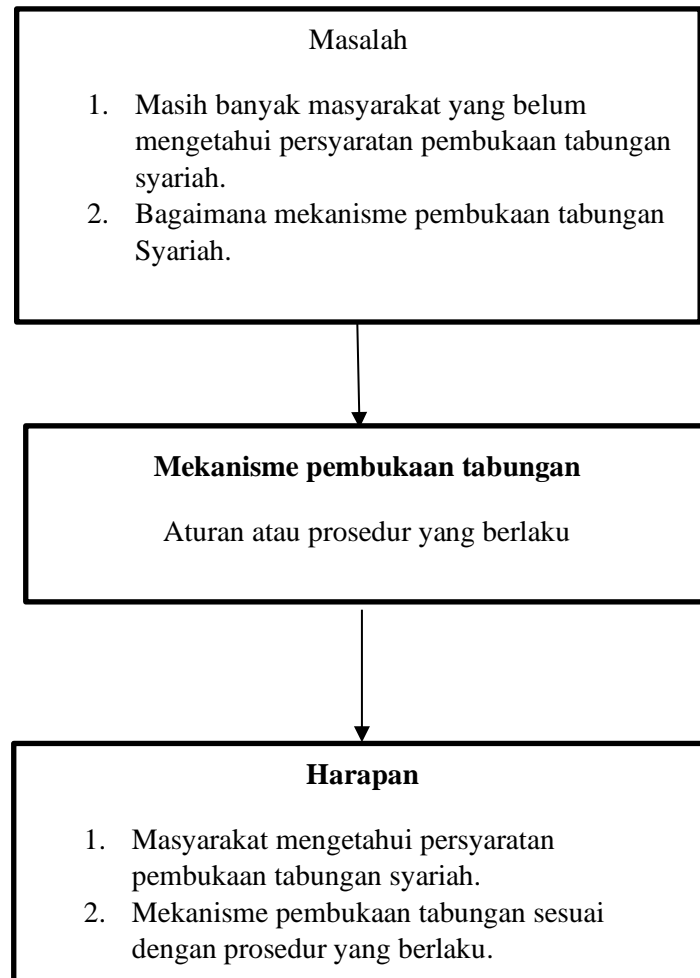 Masalah
1. Masih banyak masyarakat yang belum
mengetahui persyaratan pembukaan tabungan
syariah.
2. Bagaimana mekanisme pembukaan tabungan
Syariah.
Mekanisme pembukaan tabungan
Aturan atau prosedur yang berlaku
Harapan
1. Masyarakat mengetahui persyaratan
pembukaan tabungan syariah.
2. Mekanisme pembukaan tabungan sesuai
dengan prosedur yang berlaku.